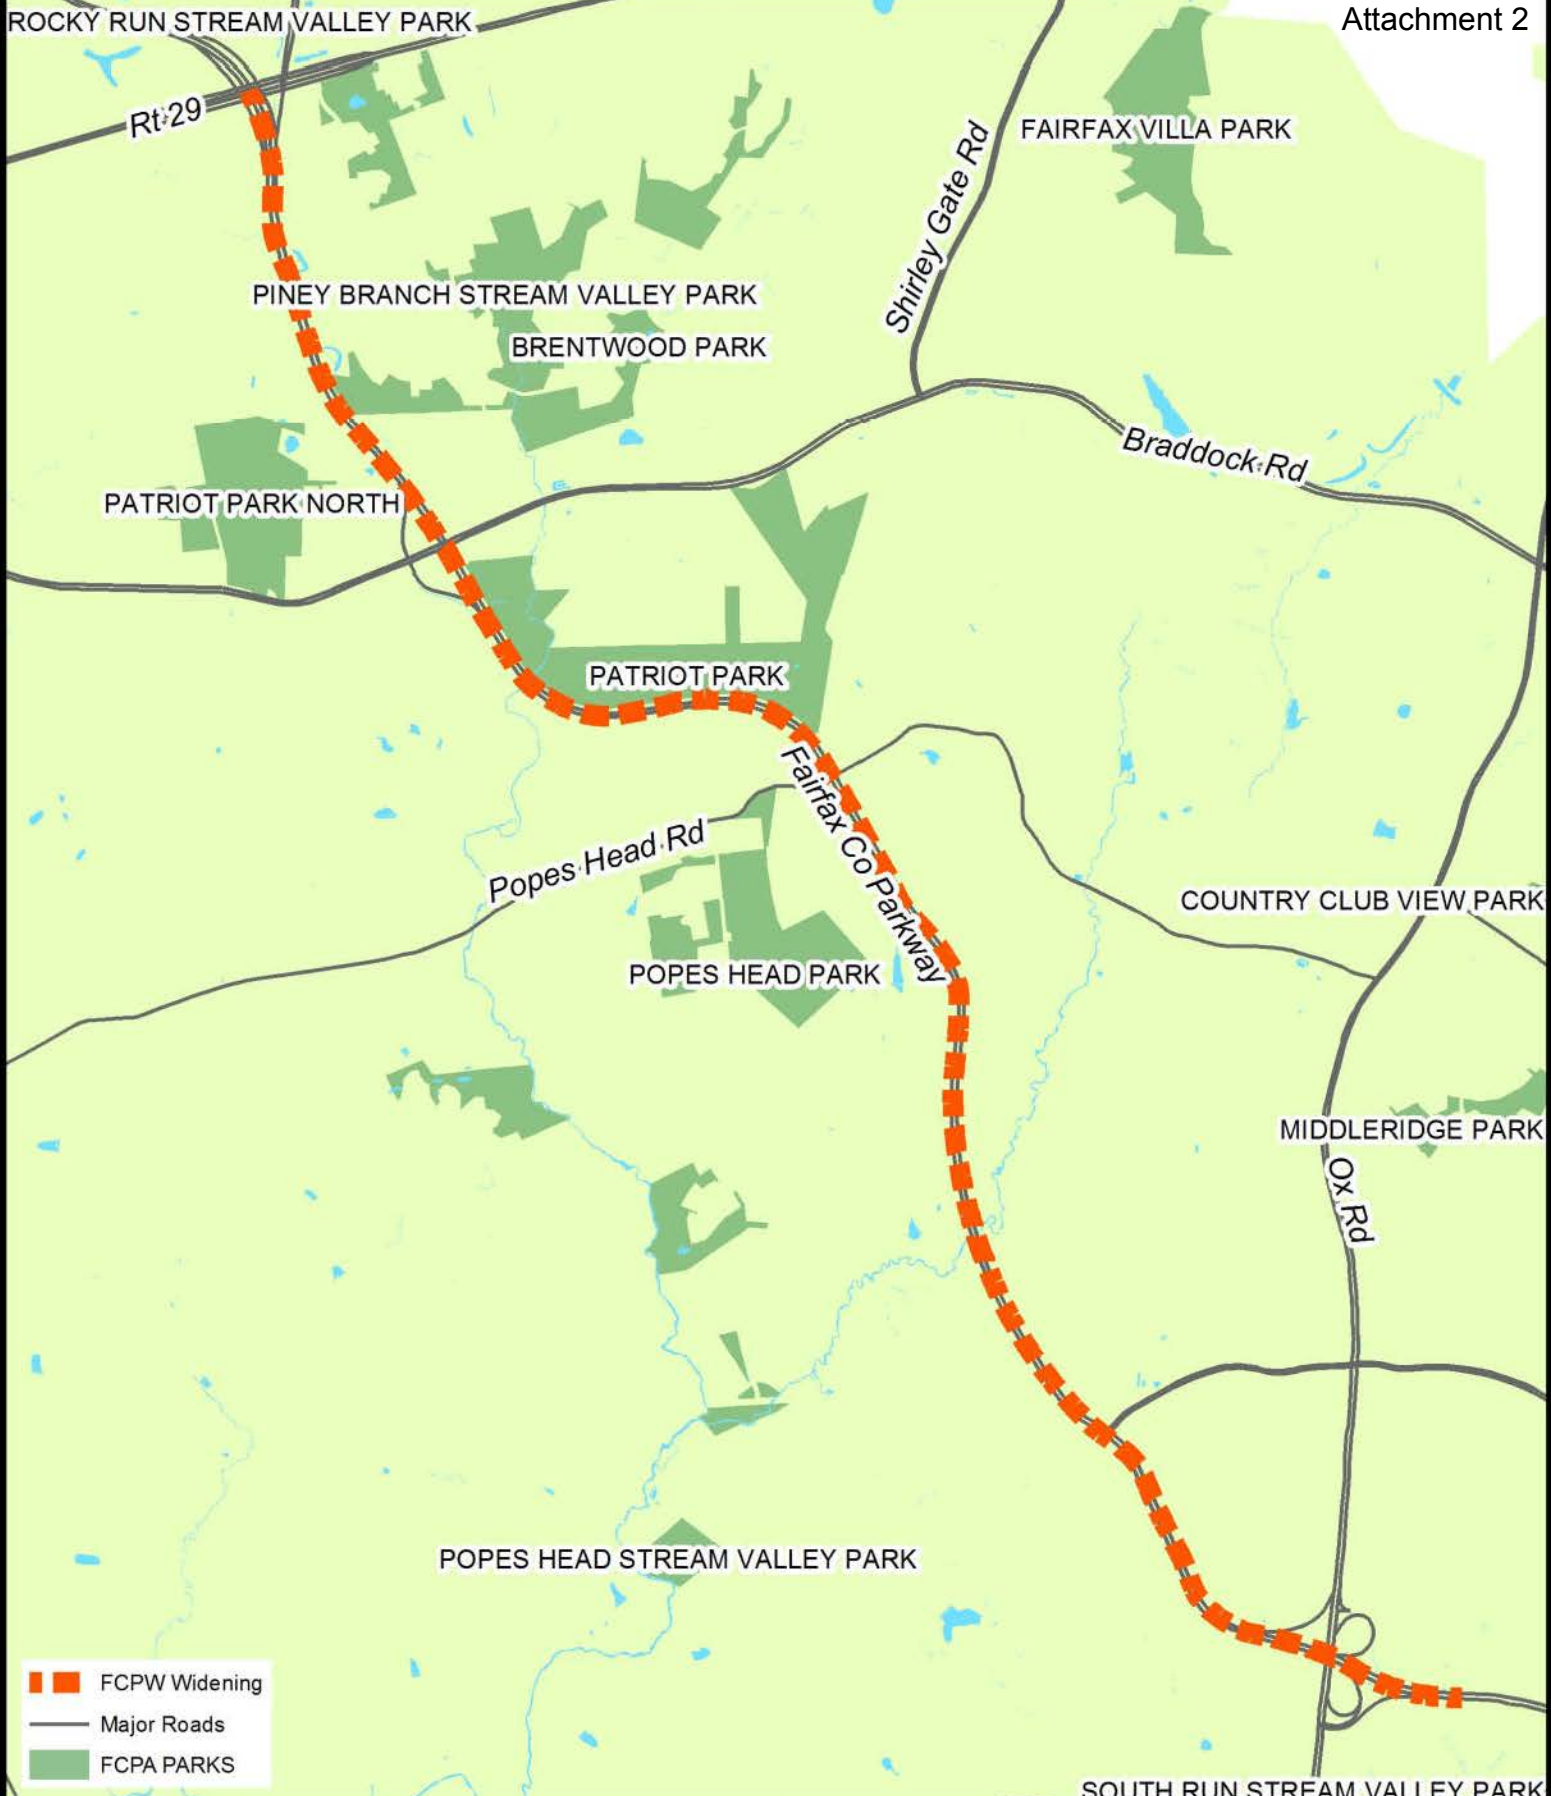 Attachment 2
ROCKY RUN STREAM VALLEY PARK
Rt 29
FAIRFAX VILLA PARK
Shirley Gate Rd
PINEY BRANCH STREAM VALLEY PARK
BRENTWOOD PARK
Braddock Rd
PATRIOT PARK NORTH
PATRIOT PARK
Fairfax Co Parkway
Popes Head Rd
COUNTRY CLUB VIEW PARK
POPES HEAD PARK
MIDDLERIDGE PARK
Ox Rd
POPES HEAD STREAM VALLEY PARK
FCPW Widening
Major Roads
FCPA PARKS
SOUTH RUN STREAM VALLEY PARK